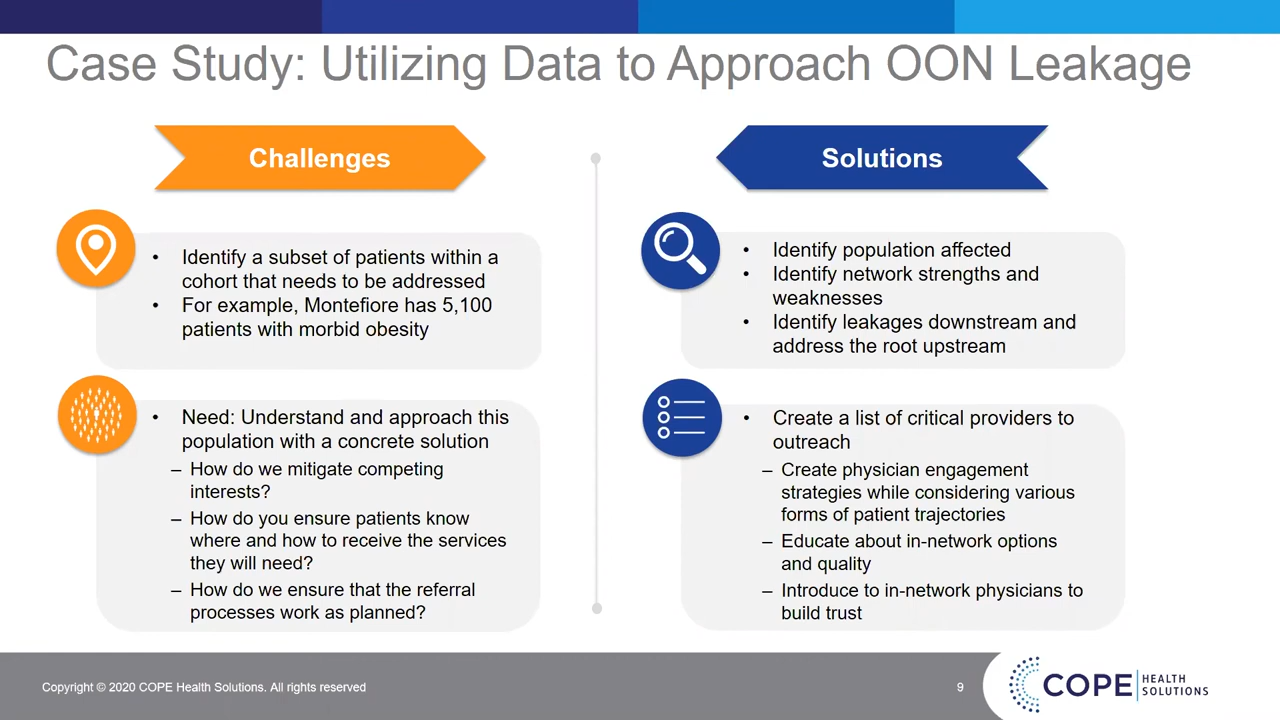 Case Study: Utilizing Data to Approach OON Leakage
Challenges
• Identify a subset of patients within a
cohort that needs to be addressed
• For example, Montefiore has 5,100
patients with morbid obesity
• Need: Understand and approach this
population with a concrete solution
– How do we mitigate competing
interests?
– How do you ensure patients know
where and how to receive the services
they will need?
– How do we ensure that the referral
processes work as planned?
Solutions
• Identify population affected
• Identify network strengths and
weaknesses
• Identify leakages downstream and
address the root upstream
• Create a list of critical providers to
outreach
– Create physician engagement
strategies while considering various
forms of patient trajectories
– Educate about in-network options
and quality
– Introduce to in-network physicians to
build trust
Copyright © 2020 COPE Health Solutions. All rights reserved
9
COPE HEALTH
SOLUTIONS